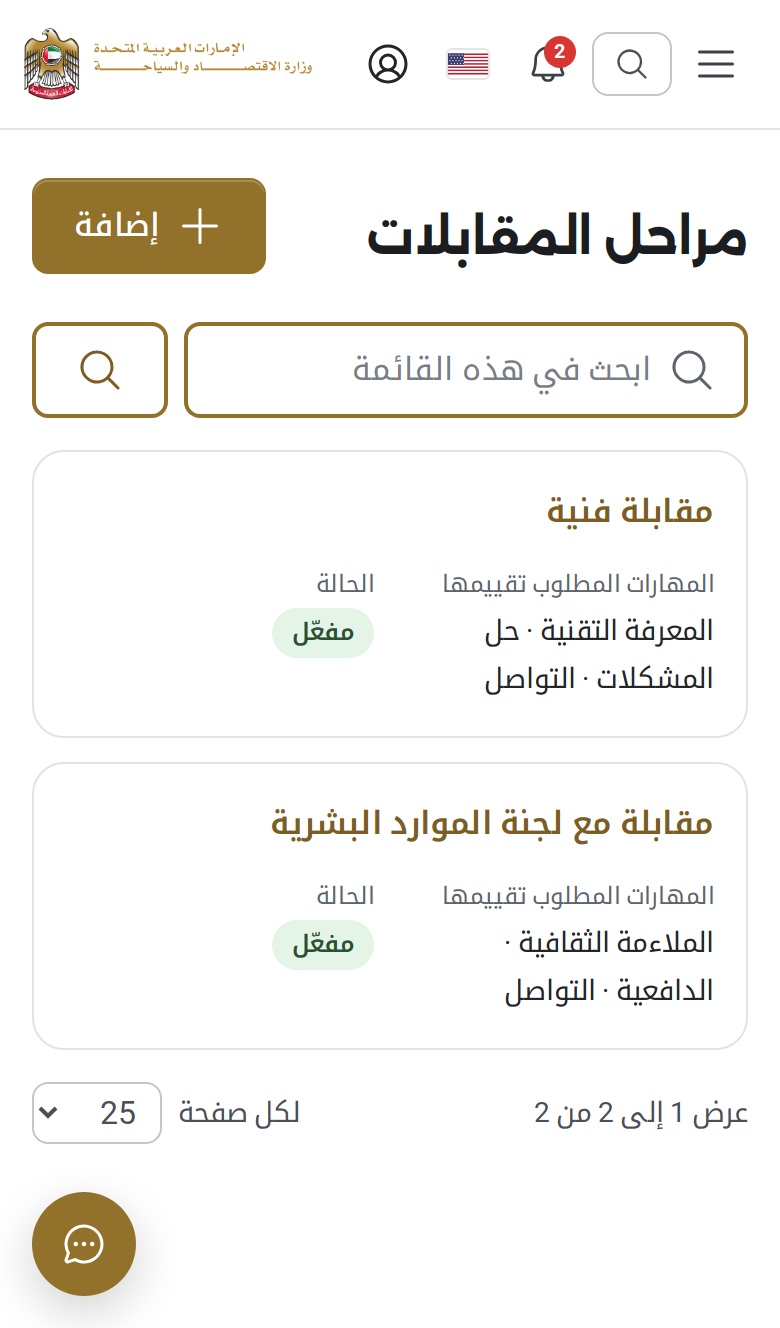 الإمارات العربية المتحدة
وزارة الاقتصاد والسياحة
2
مراحل المقابلات
إضافة
ابحث في هذه القائمة
مقابلة فنية
المهارات المطلوب تقييمها
المعرفة التقنية · حل
المشكلات · التواصل
الحالة
مفعّل
مقابلة مع لجنة الموارد البشرية
المهارات المطلوب تقييمها
الملاءمة الثقافية ·
الدافعية · التواصل
الحالة
مفعّل
عرض 1 إلى 2 من 2
لكل صفحة
25